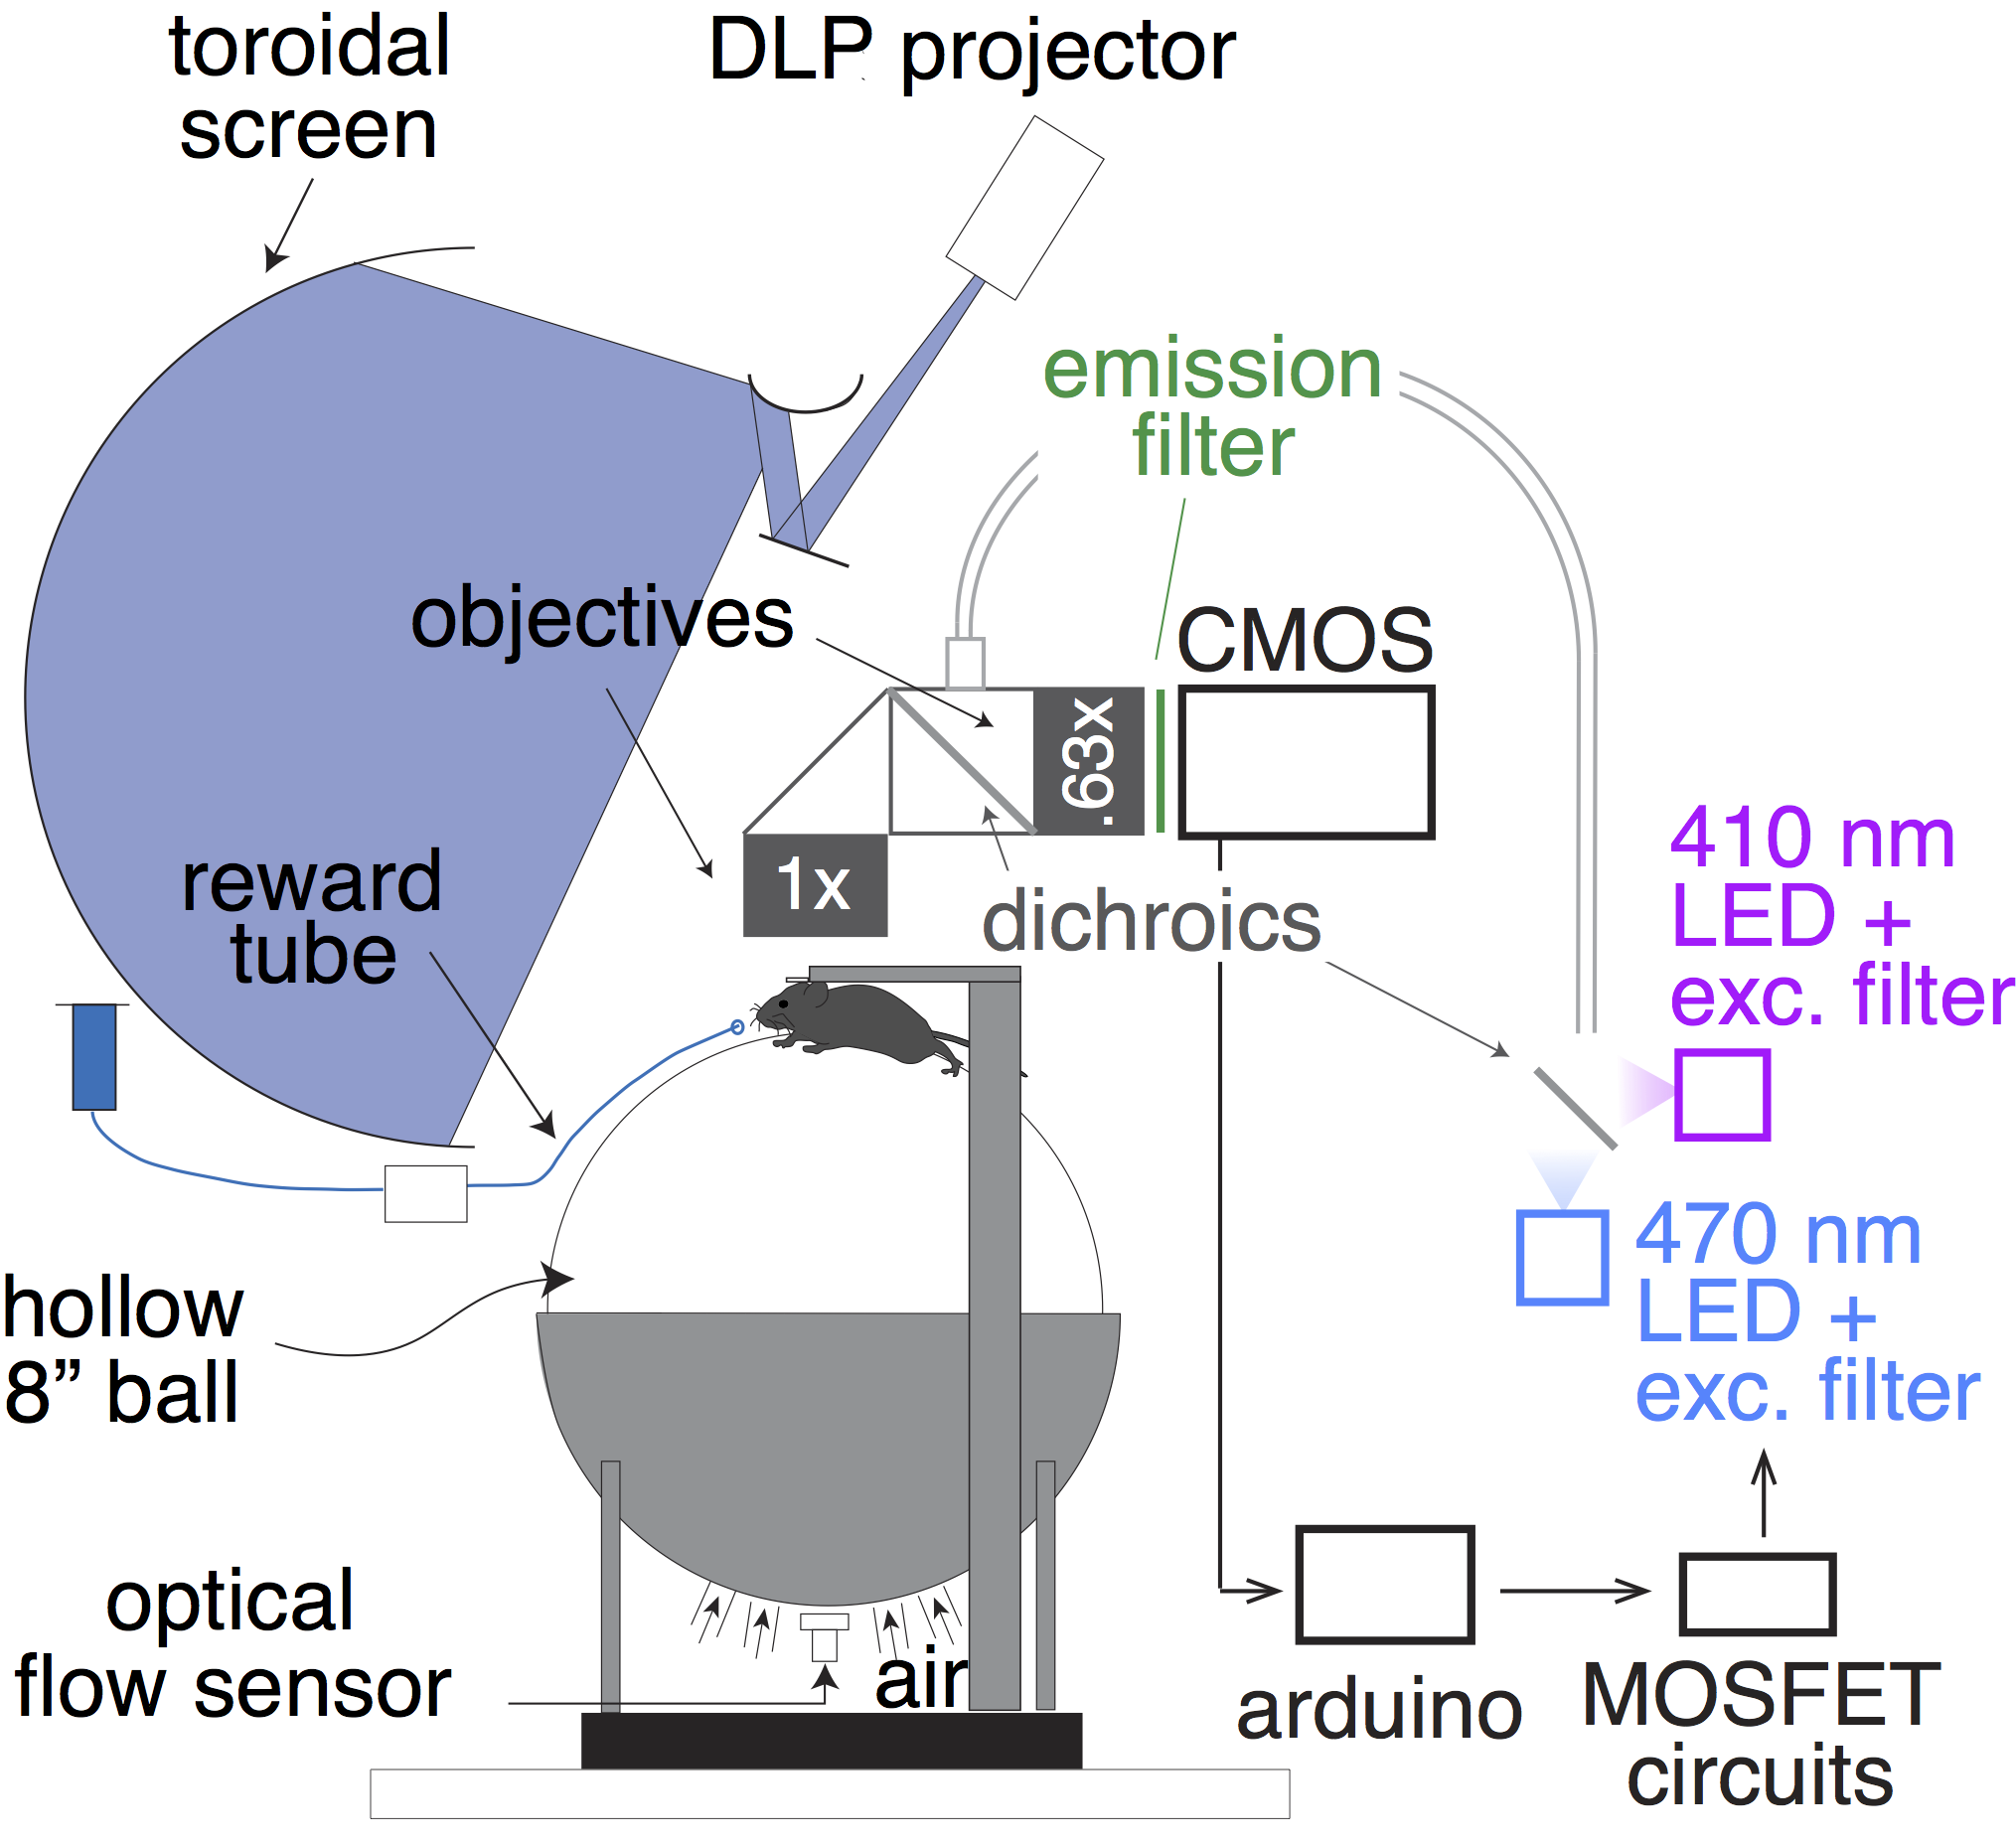 toroidal
screen
DLP projector
emission
filter
objectives
CMOS
.63x
1x
dichroics
reward
tube
410 nm
LED +
exc. filter
470 nm
LED +
exc. filter
hollow
8” ball
optical
flow sensor
air
arduino
MOSFET
circuits